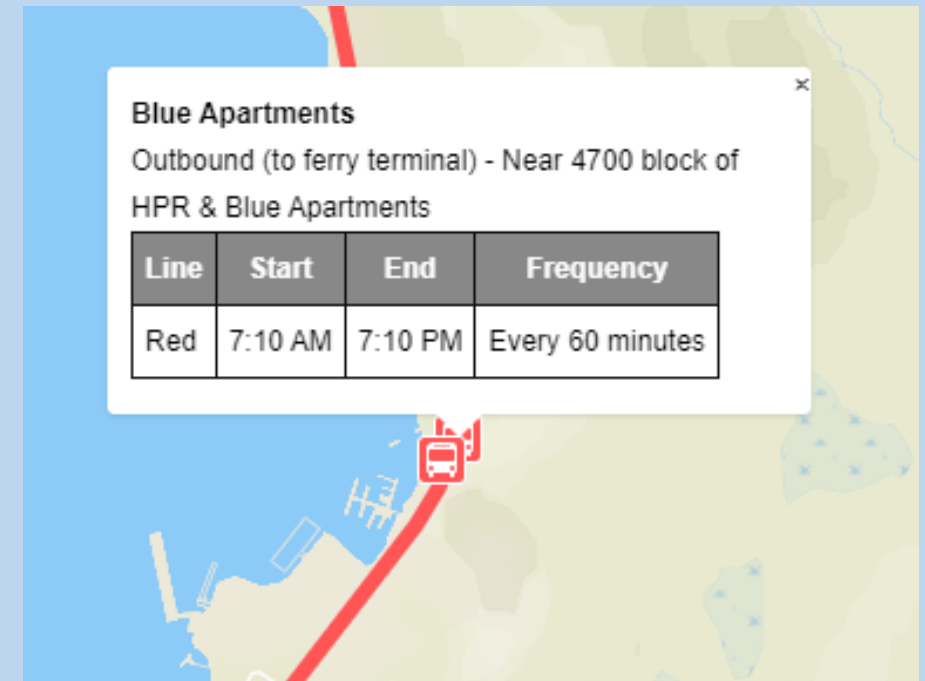 ×
Blue Apartments
Outbound (to ferry terminal) - Near 4700 block of
HPR & Blue Apartments
Line Start End Frequency
Red 7:10 AM 7:10 PM Every 60 minutes